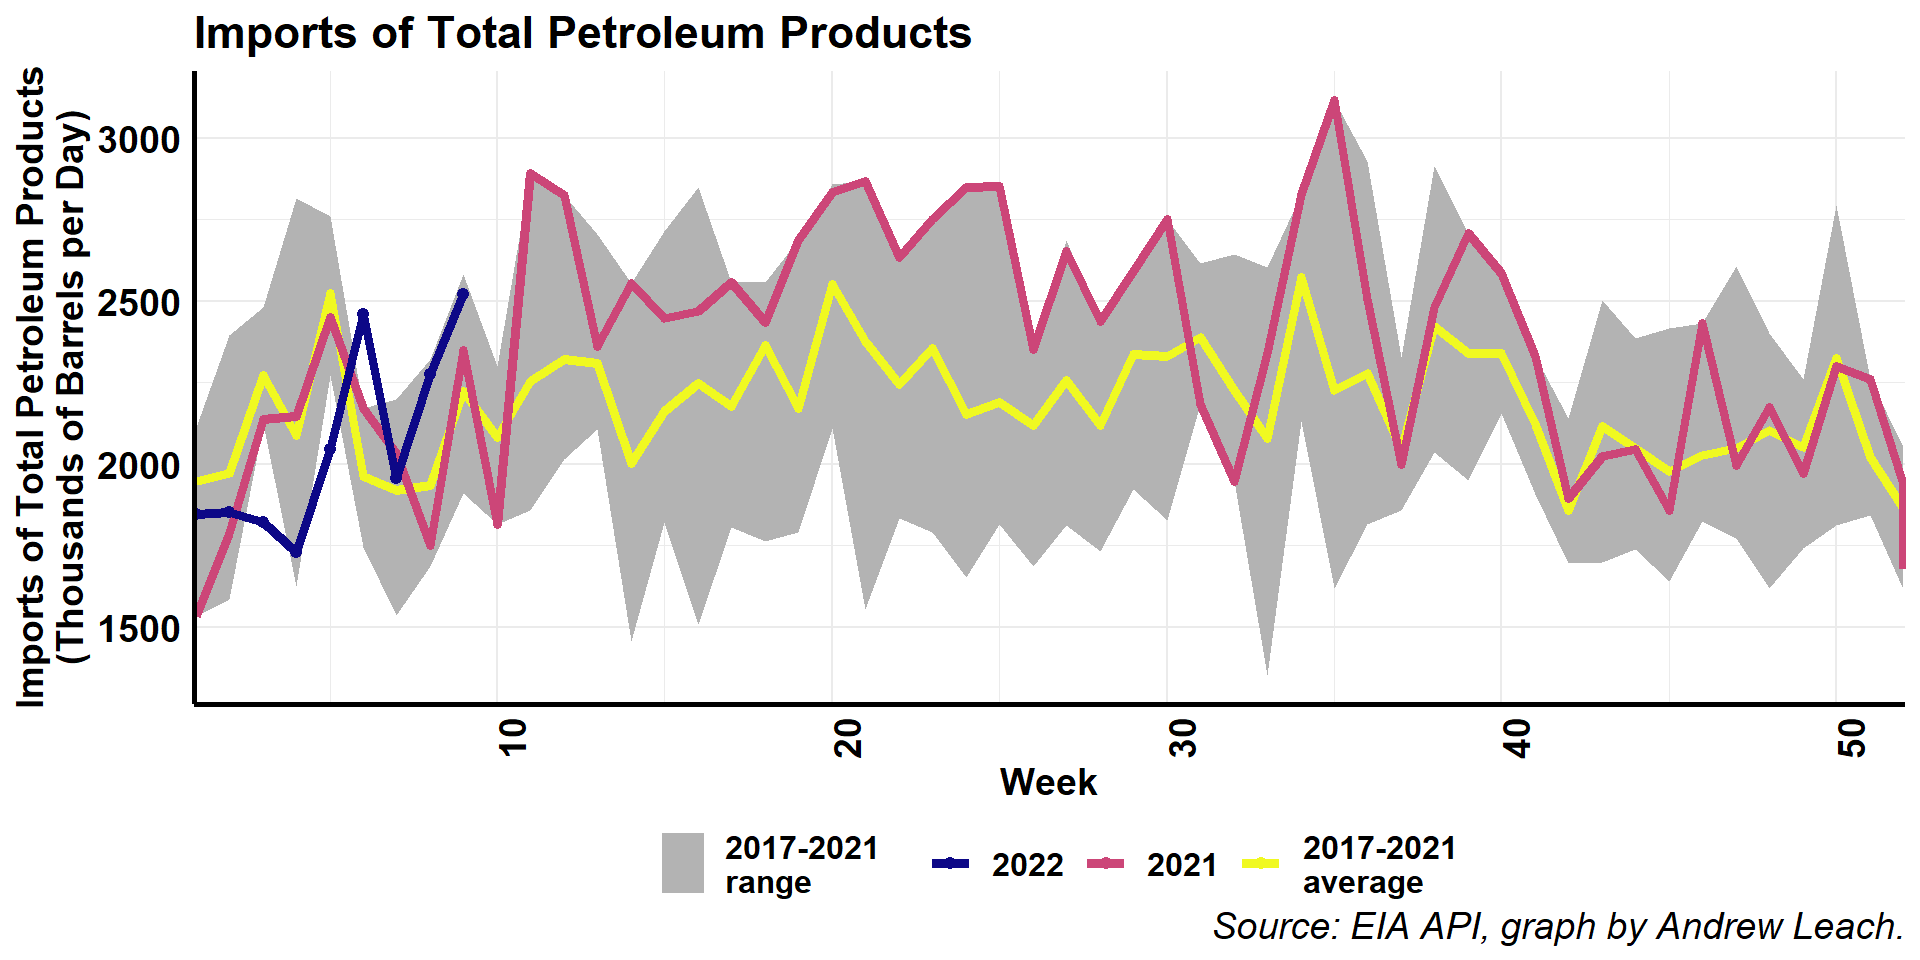 Imports of Total Petroleum Products
Imports of Total Petroleum Products
(Thousands of Barrels per Day)
3000
2500
2000
1500
10
20
30
40
50
Week
2017-2021
range
2022
2021
2017-2021
average
Source: EIA API, graph by Andrew Leach.